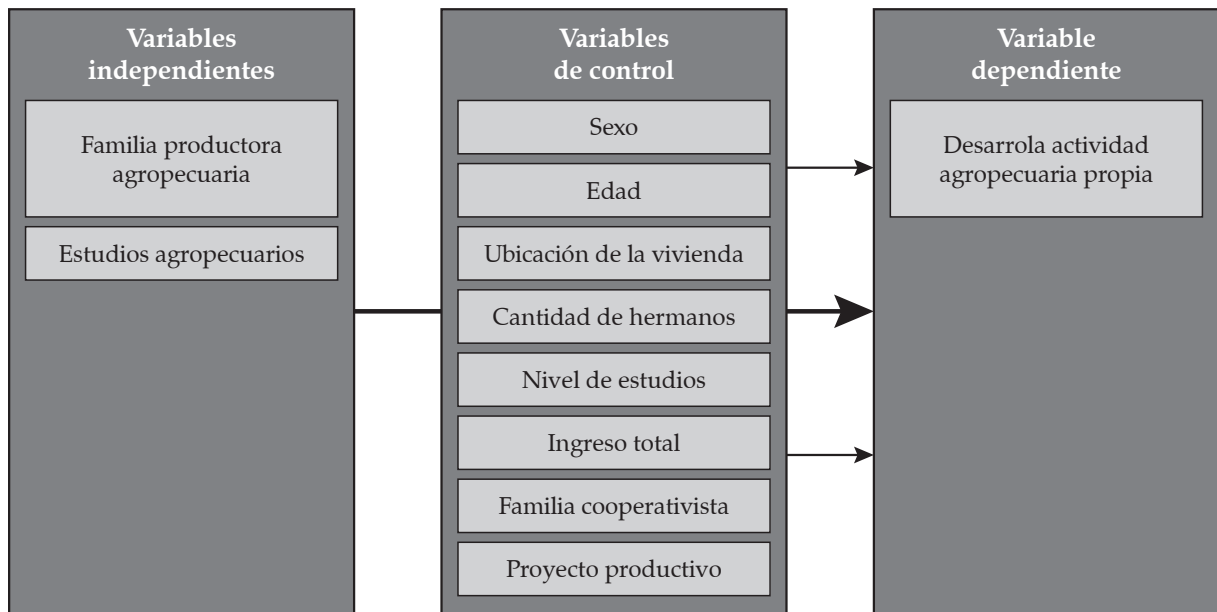 Variables
independientes
Familia productora
agropecuaria
Estudios agropecuarios
Variables
de control
Sexo
Edad
Ubicación de la vivienda
Cantidad de hermanos
Nivel de estudios
Ingreso total
Familia cooperativista
Proyecto productivo
Variable
dependiente
Desarrola actividad
agropecuaria propia